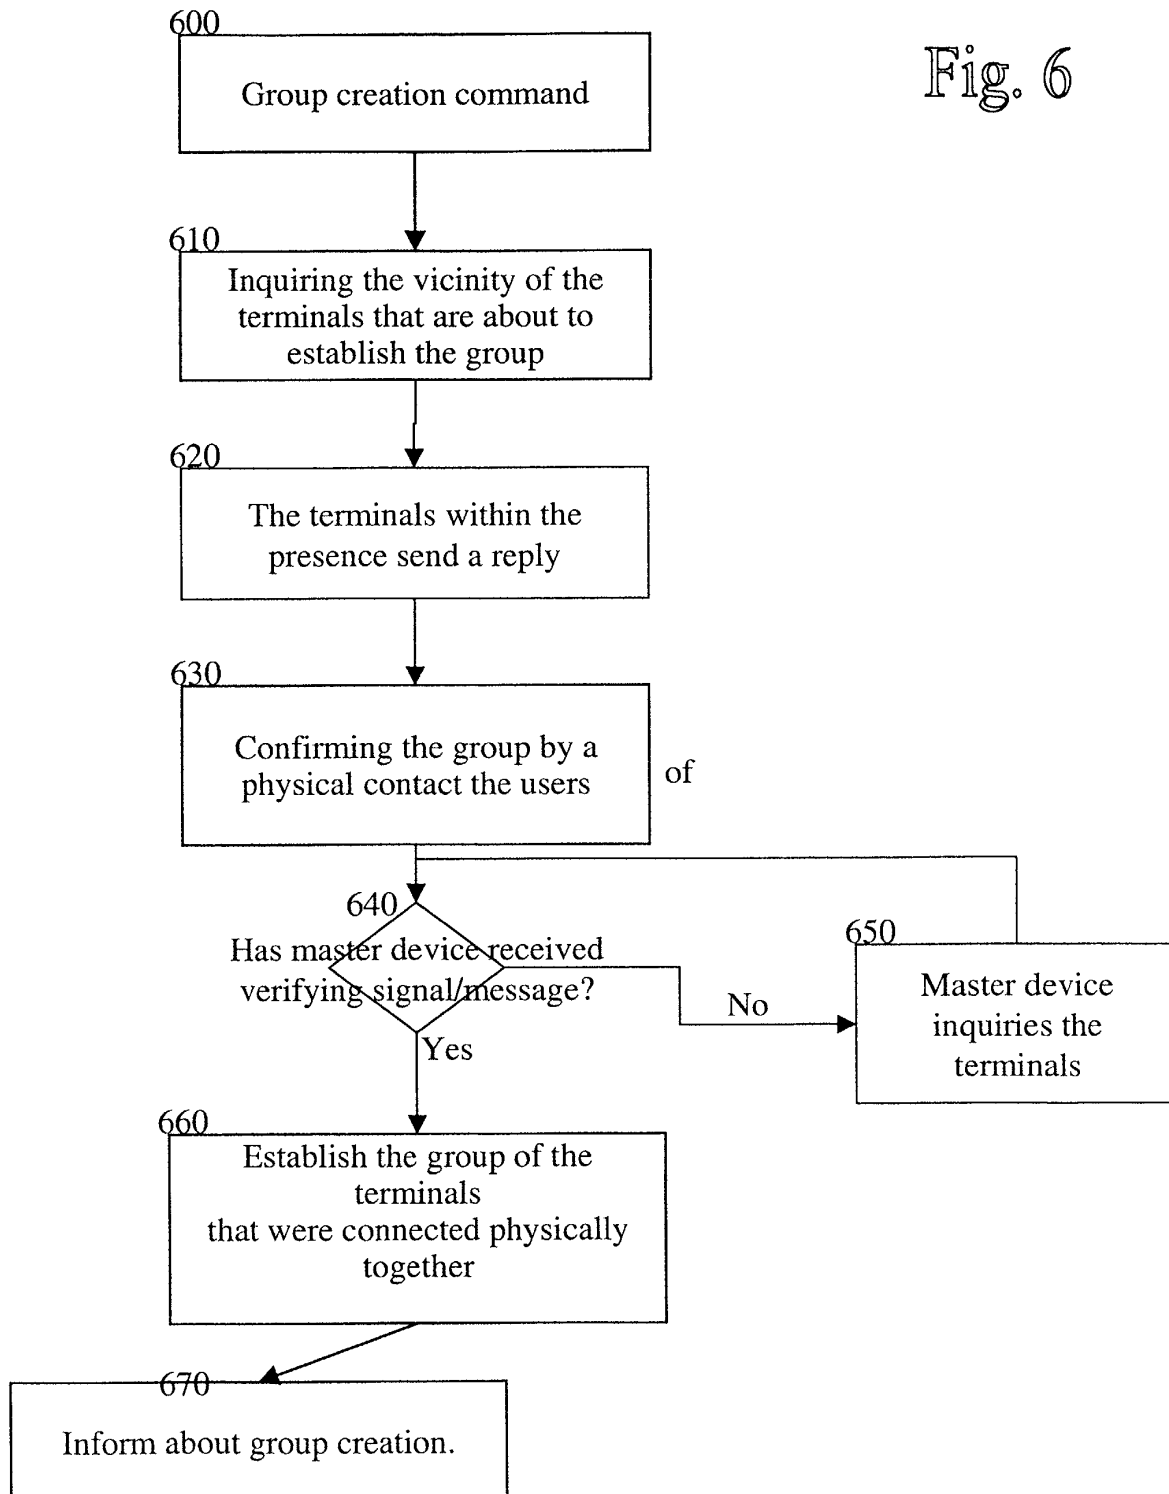 Fig. 6
600
Group creation command
610
Inquiring the vicinity of the
terminals that are about to
establish the group
620
The terminals within the
presence send a reply
630
Confirming the group by a
physical contact the users
of
640
Has master device received
verifying signal/message?
No
Yes
650
Master device
inquiries the
terminals
660
Establish the group of the
terminals
that were connected physically
together
670
Inform about group creation.